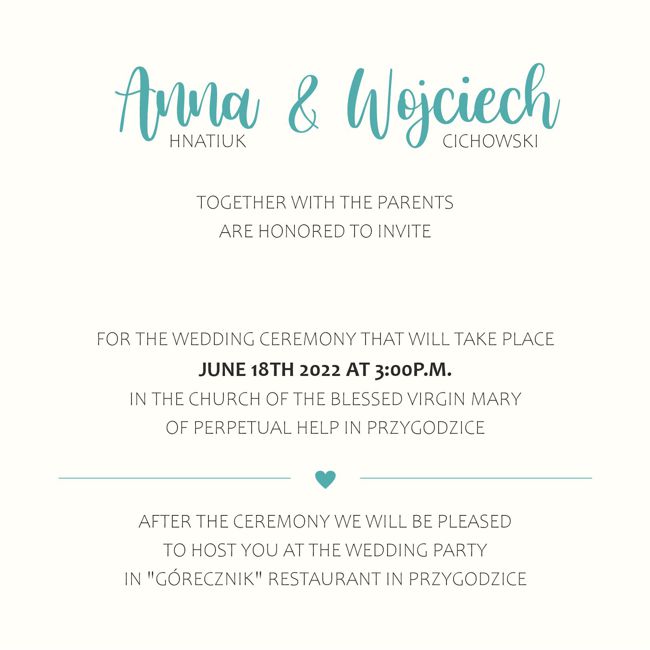 Anna & Wojciech
HNATIUK CICHOWSKI
TOGETHER WITH THE PARENTS
ARE HONORED TO INVITE
FOR THE WEDDING CEREMONY THAT WILL TAKE PLACE
JUNE 18TH 2022 AT 3:00P.M.
IN THE CHURCH OF THE BLESSED VIRGIN MARY
OF PERPETUAL HELP IN PRZYGODZICE
AFTER THE CEREMONY WE WILL BE PLEASED
TO HOST YOU AT THE WEDDING PARTY
IN "GÓRECZNIK" RESTAURANT IN PRZYGODZICE